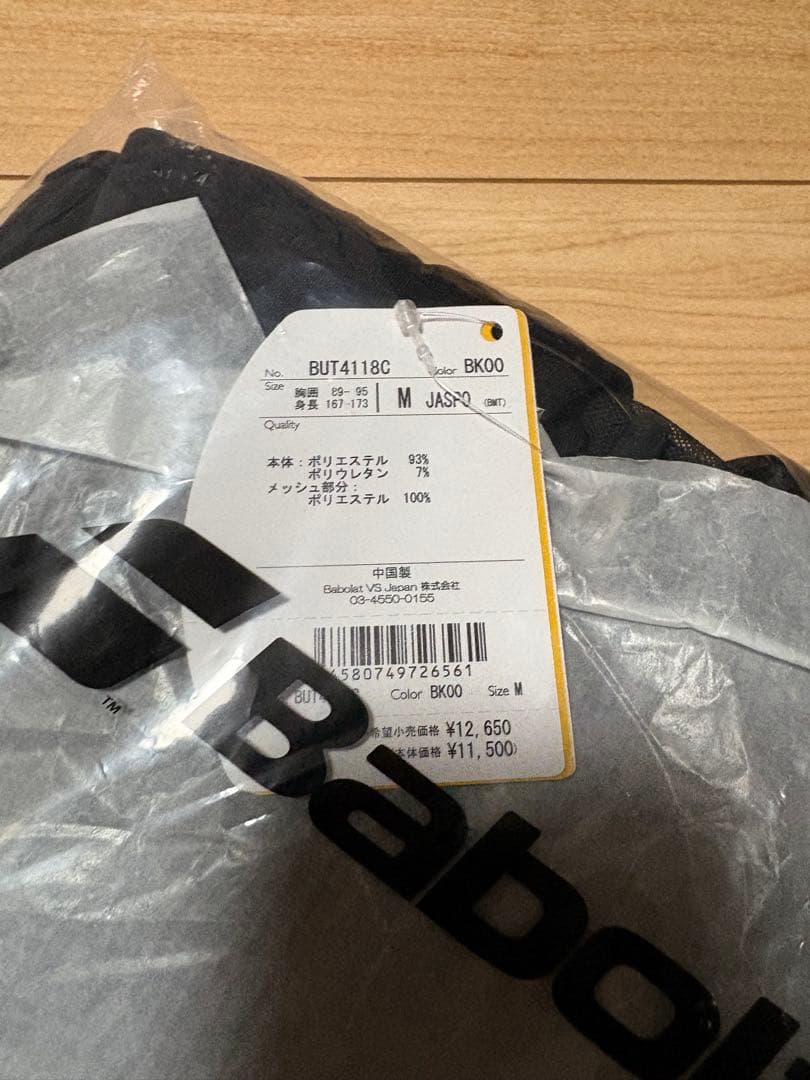 No. BUT4118C Color BK00
Size 胸囲 89- 95 M JASPO (BMT)
身長 167-173
Quality
本体：ポリエステル 93%
ポリウレタン 7%
メッシュ部分：
ポリエステル 100%
中国製
Babolat VS Japan 株式会社
03-4550-0155
4580749726561
Color BK00 Size M
希望小売価格 ¥12,650
本体価格 ¥11,500)
TM
Babol